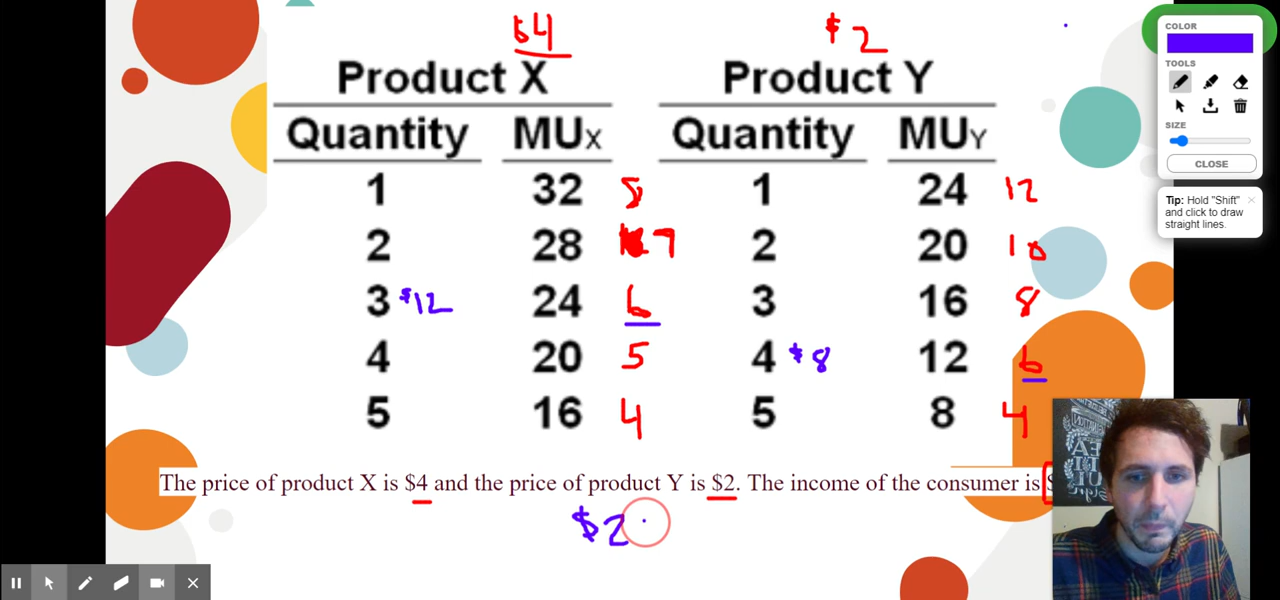 $4 $2
Product X Product Y
Quantity MUX Quantity MUY
1 32 8 1 24 12
2 28 7 2 20 10
3 $12 24 6 3 16 8
4 20 5 4 $8 12 6
5 16 4 5 8 4
The price of product X is $4 and the price of product Y is $2. The income of the consumer is $
$2
COLOR
TOOLS
SIZE
CLOSE
Tip: Hold "Shift"
and click to draw
straight lines.